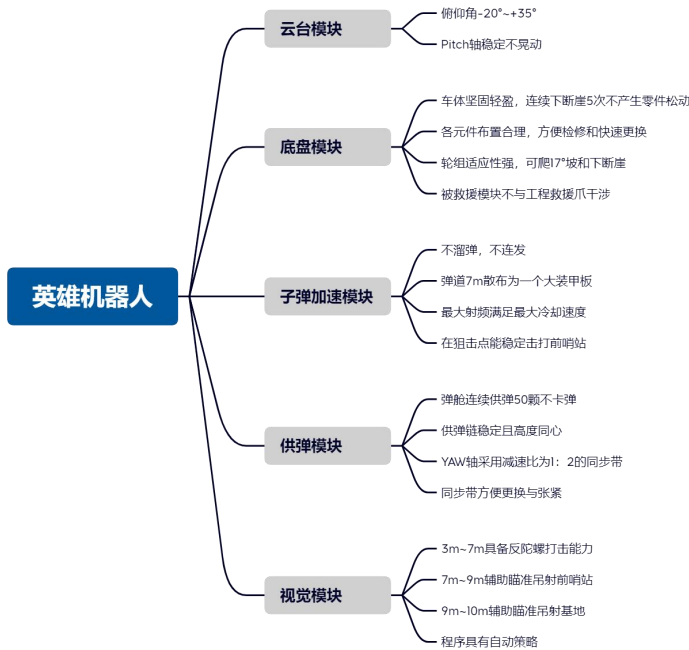 英雄机器人
云台模块
俯仰角-20°~+35°
Pitch轴稳定不晃动
底盘模块
车体坚固轻盈，连续下断崖5次不产生零件松动
各元件布置合理，方便检修和快速更换
轮组适应性强，可爬17°坡和下断崖
被救援模块不与工程救援爪干涉
子弹加速模块
不溜弹，不连发
弹道7m散布为一个大装甲板
最大射频满足最大冷却速度
在狙击点能稳定击打前哨站
供弹模块
弹舱连续供弹50颗不卡弹
供弹链稳定且高度同心
YAW轴采用减速比为1：2的同步带
同步带方便更换与张紧
视觉模块
3m~7m具备反陀螺打击能力
7m~9m辅助瞄准吊射前哨站
9m~10m辅助瞄准吊射基地
程序具有自动策略